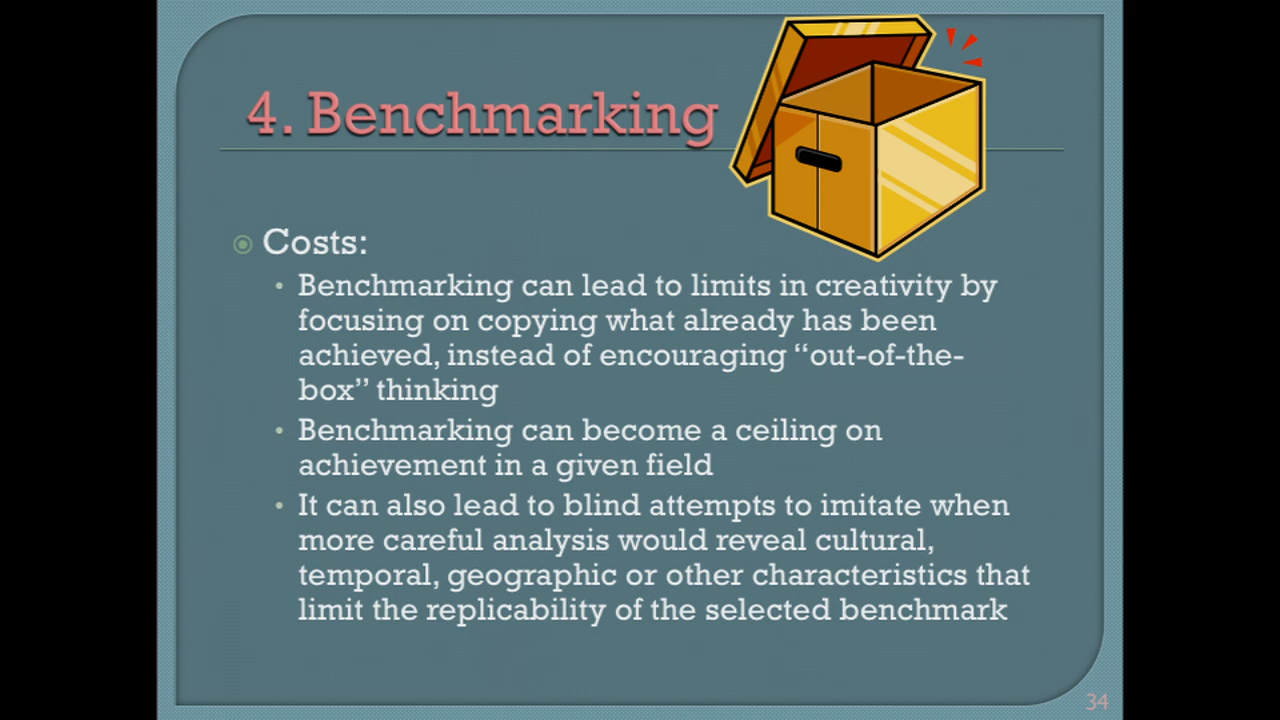 4. Benchmarking
Costs:
Benchmarking can lead to limits in creativity by
focusing on copying what already has been
achieved, instead of encouraging “out-of-the-
box” thinking
Benchmarking can become a ceiling on
achievement in a given field
It can also lead to blind attempts to imitate when
more careful analysis would reveal cultural,
temporal, geographic or other characteristics that
limit the replicability of the selected benchmark
34